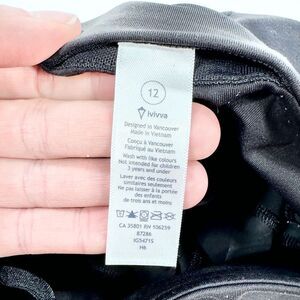 12
ivivva
Designed in Vancouver
Made in Vietnam
Conçu à Vancouver
Fabriqué au Vietnam
Wash with like colours
Not intended for children
3 years and under
Laver avec des couleurs
similaires seulement
Ne pas laisser à la portée
des enfants
de trois ans et moins
CA 35801 RN 106259
87286
IG3471S
H6